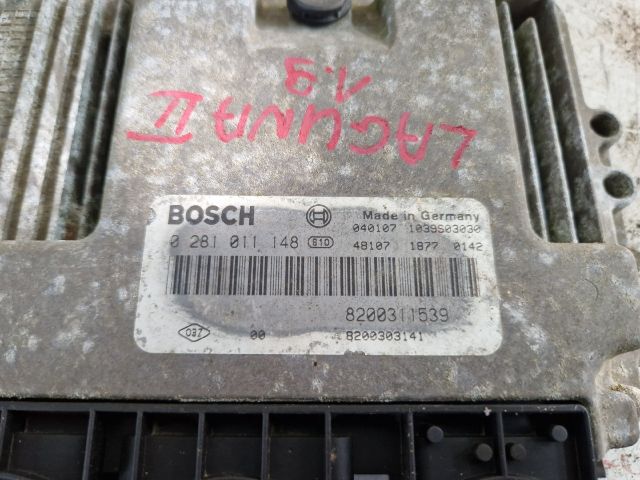 LAGUNA II
1.9
BOSCH Made in Germany
040107 1039S03030
0 281 011 148 G10 48107 1877 0142
8200311539
00 8200303141